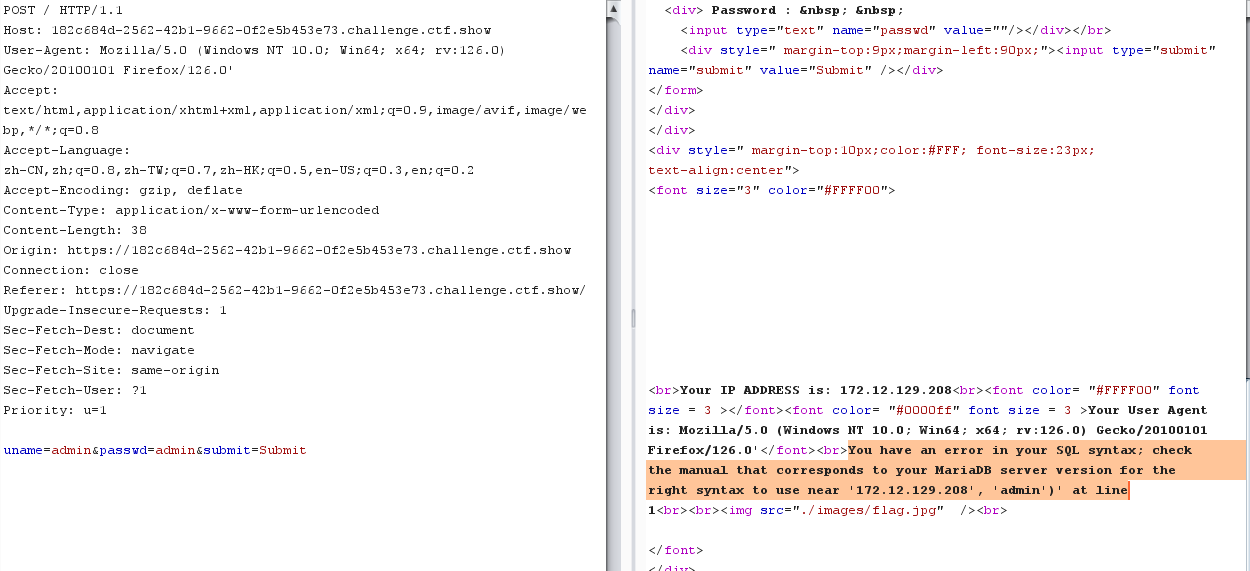 POST / HTTP/1.1
Host: 182c684d-2562-42b1-9662-0f2e5b453e73.challenge.ctf.show
User-Agent: Mozilla/5.0 (Windows NT 10.0; Win64; x64; rv:126.0)
Gecko/20100101 Firefox/126.0'
Accept:
text/html,application/xhtml+xml,application/xml;q=0.9,image/avif,image/we
bp,*/*;q=0.8
Accept-Language:
zh-CN,zh;q=0.8,zh-TW;q=0.7,zh-HK;q=0.5,en-US;q=0.3,en;q=0.2
Accept-Encoding: gzip, deflate
Content-Type: application/x-www-form-urlencoded
Content-Length: 38
Origin: https://182c684d-2562-42b1-9662-0f2e5b453e73.challenge.ctf.show
Connection: close
Referer: https://182c684d-2562-42b1-9662-0f2e5b453e73.challenge.ctf.show/
Upgrade-Insecure-Requests: 1
Sec-Fetch-Dest: document
Sec-Fetch-Mode: navigate
Sec-Fetch-Site: same-origin
Sec-Fetch-User: ?1
Priority: u=1
uname=admin&passwd=admin&submit=Submit
<div> Password : &nbsp; &nbsp;
<input type="text" name="passwd" value=""/></div></br>
<div style=" margin-top:9px;margin-left:90px;"><input type="submit"
name="submit" value="Submit" /></div>
</form>
</div>
</div>
<div style=" margin-top:10px;color:#FFF; font-size:23px;
text-align:center">
<font size="3" color="#FFFF00">
<br>Your IP ADDRESS is: 172.12.129.208<br><font color= "#FFFF00" font
size = 3 ></font><font color= "#0000ff" font size = 3 >Your User Agent
is: Mozilla/5.0 (Windows NT 10.0; Win64; x64; rv:126.0) Gecko/20100101
Firefox/126.0'</font><br>You have an error in your SQL syntax; check
the manual that corresponds to your MariaDB server version for the
right syntax to use near '172.12.129.208', 'admin')' at line
1<br><br><img src="./images/flag.jpg"  /><br>
</font>
</div>